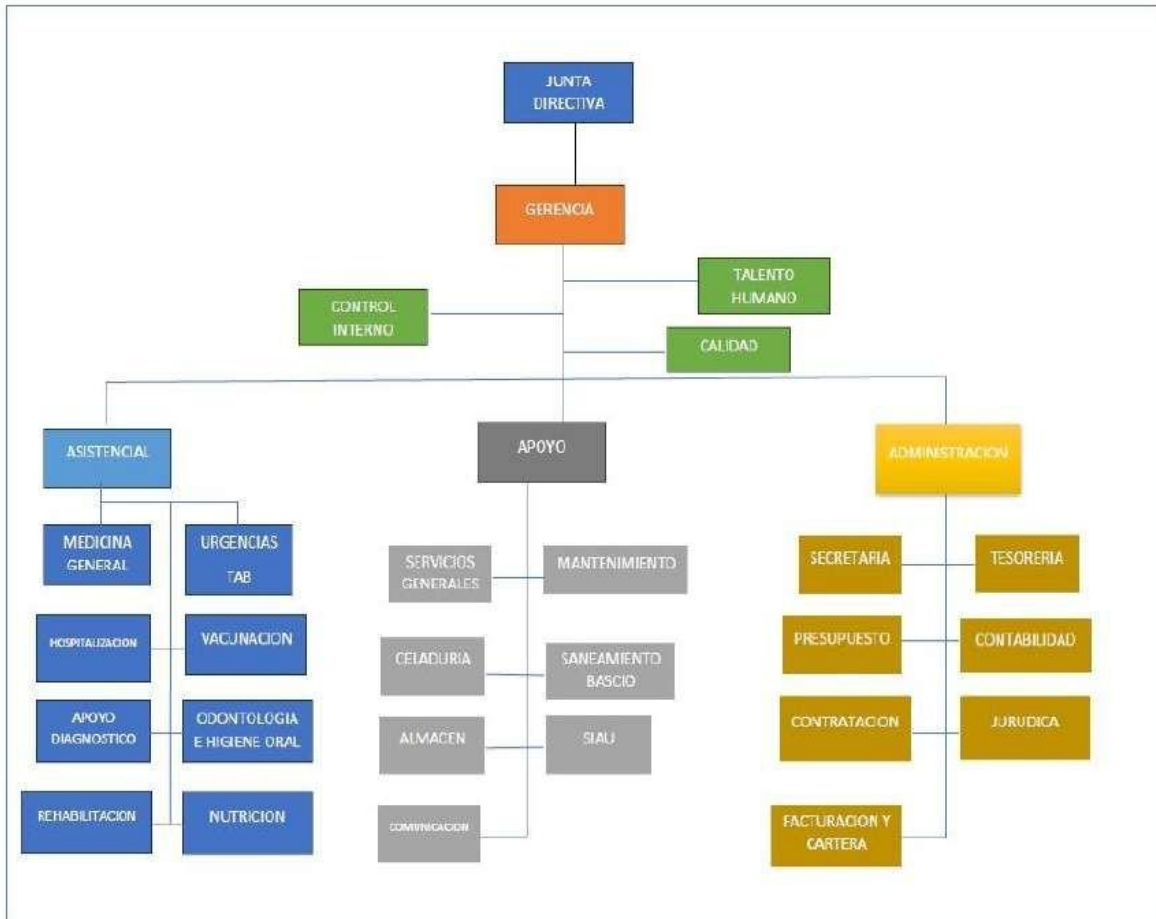 JUNTA
DIRECTIVA
GERENCIA
TALENTO
HUMANO
CONTROL
INTERNO
CALIDAD
ASISTENCIAL
APOYO
ADMINISTRACION
MEDICINA
GENERAL
URGENCIAS
TAB
HOSPITALIZACION
VACUNACION
APOYO
DIAGNOSTICO
ODONTOLOGIA
E HIGIENE ORAL
REHABILITACION
NUTRICION
SERVICIOS
GENERALES
MANTENIMIENTO
CELADURIA
SANEAMIENTO
BASCIO
ALMACEN
SIAU
COMUNICACION
SECRETARIA
TESORERIA
PRESUPUESTO
CONTABILIDAD
CONTRATACION
JURUDICA
FACTURACION Y
CARTERA